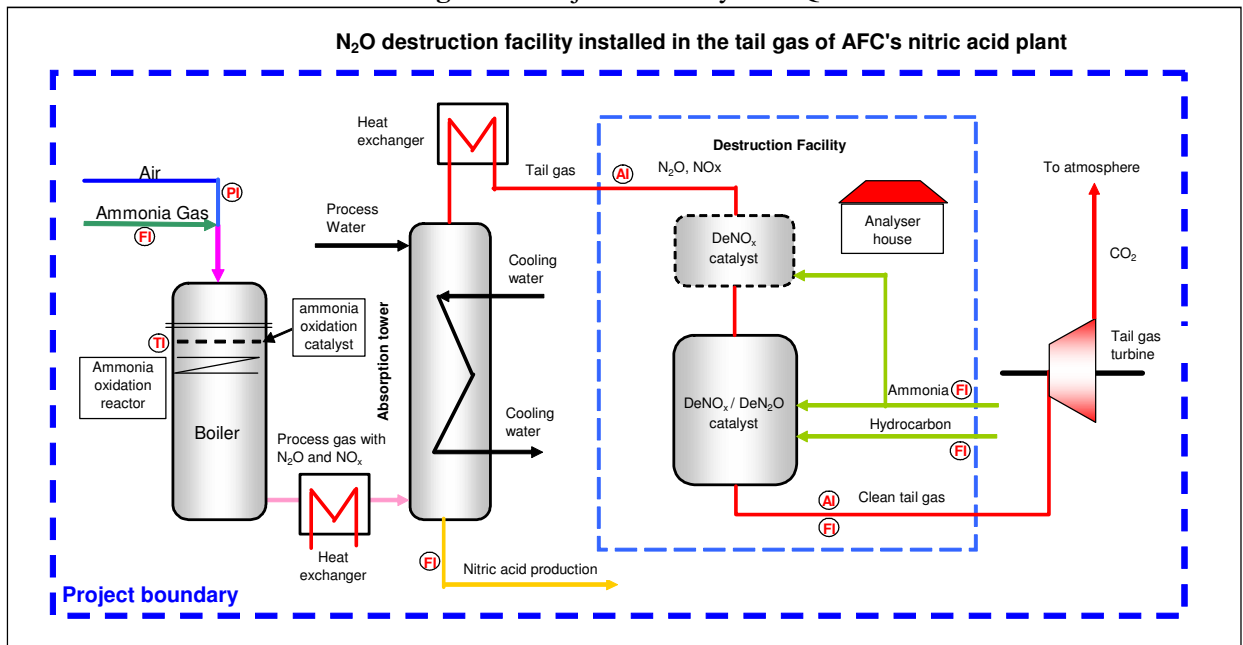 N₂O destruction facility installed in the tail gas of AFC's nitric acid plant
Heat
exchanger
Destruction Facility
Air
PI
Ammonia Gas
FI
Tail gas
AI
N₂O, NOx
To atmosphere
Process
Water
DeNOₓ
catalyst
Analyser
house
CO₂
Cooling
water
ammonia
oxidation
catalyst
TI
Ammonia
oxidation
reactor
Absorption tower
Tail gas
turbine
Boiler
DeNOₓ / DeN₂O
catalyst
Ammonia
FI
Hydrocarbon
FI
Cooling
water
Process gas with
N₂O and NOₓ
AI
Clean tail gas
FI
Heat
exchanger
FI
Nitric acid production
Project boundary